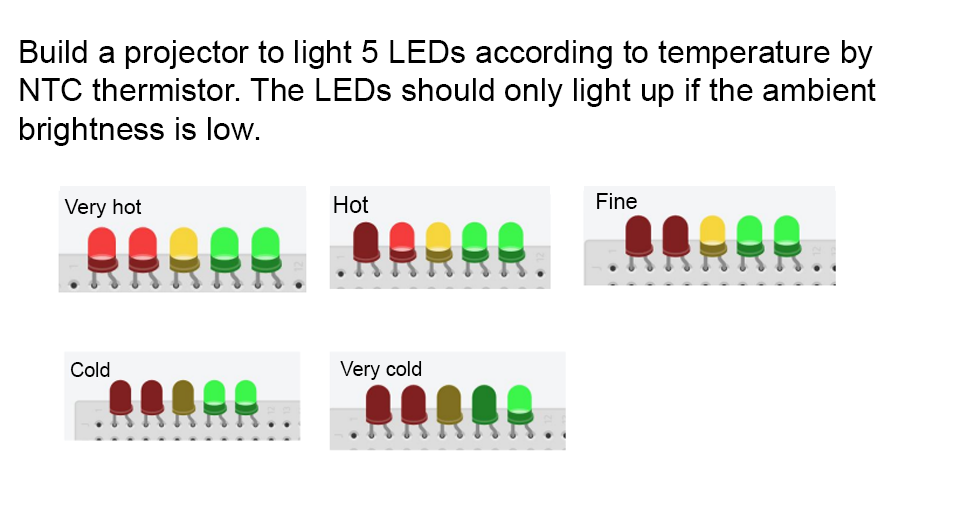 Build a projector to light 5 LEDs according to temperature by
NTC thermistor. The LEDs should only light up if the ambient
brightness is low.
Very hot
Hot
Fine
Cold
Very cold